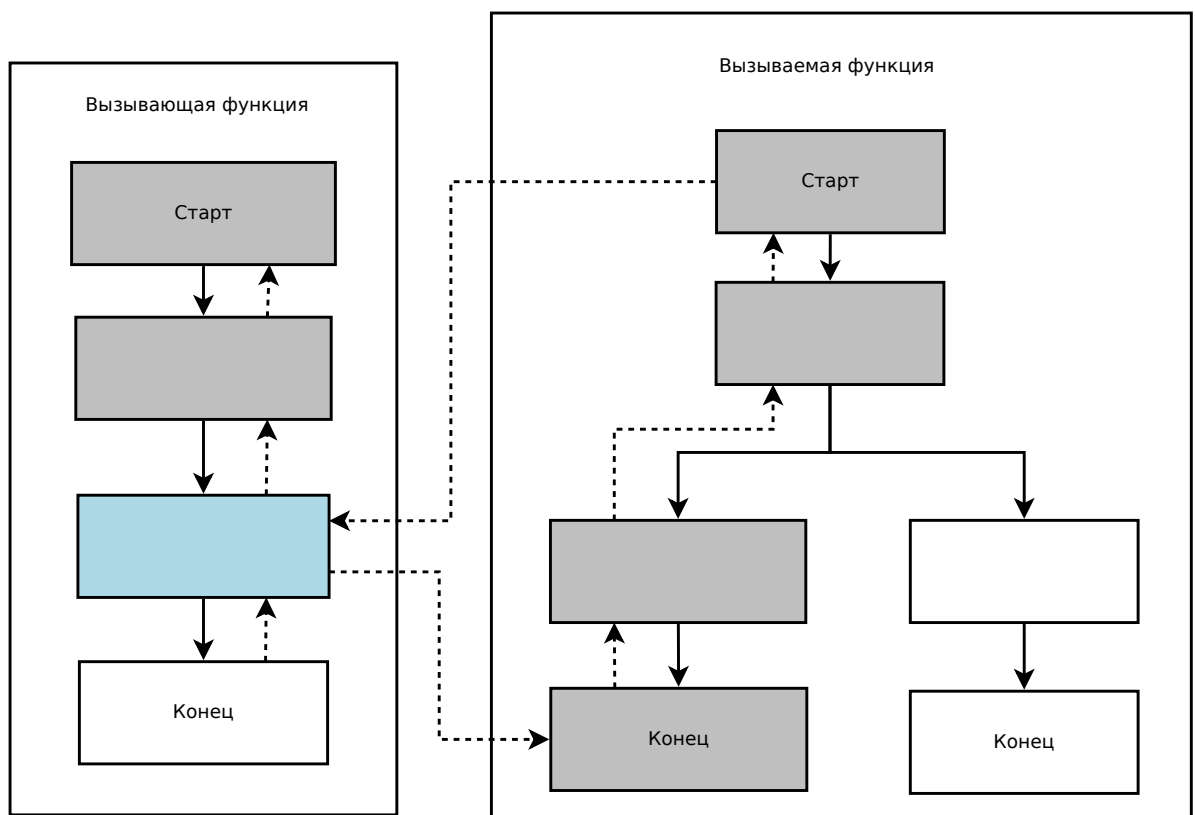 Вызывающая функция
Старт
Конец
Вызываемая функция
Старт
Конец
Конец